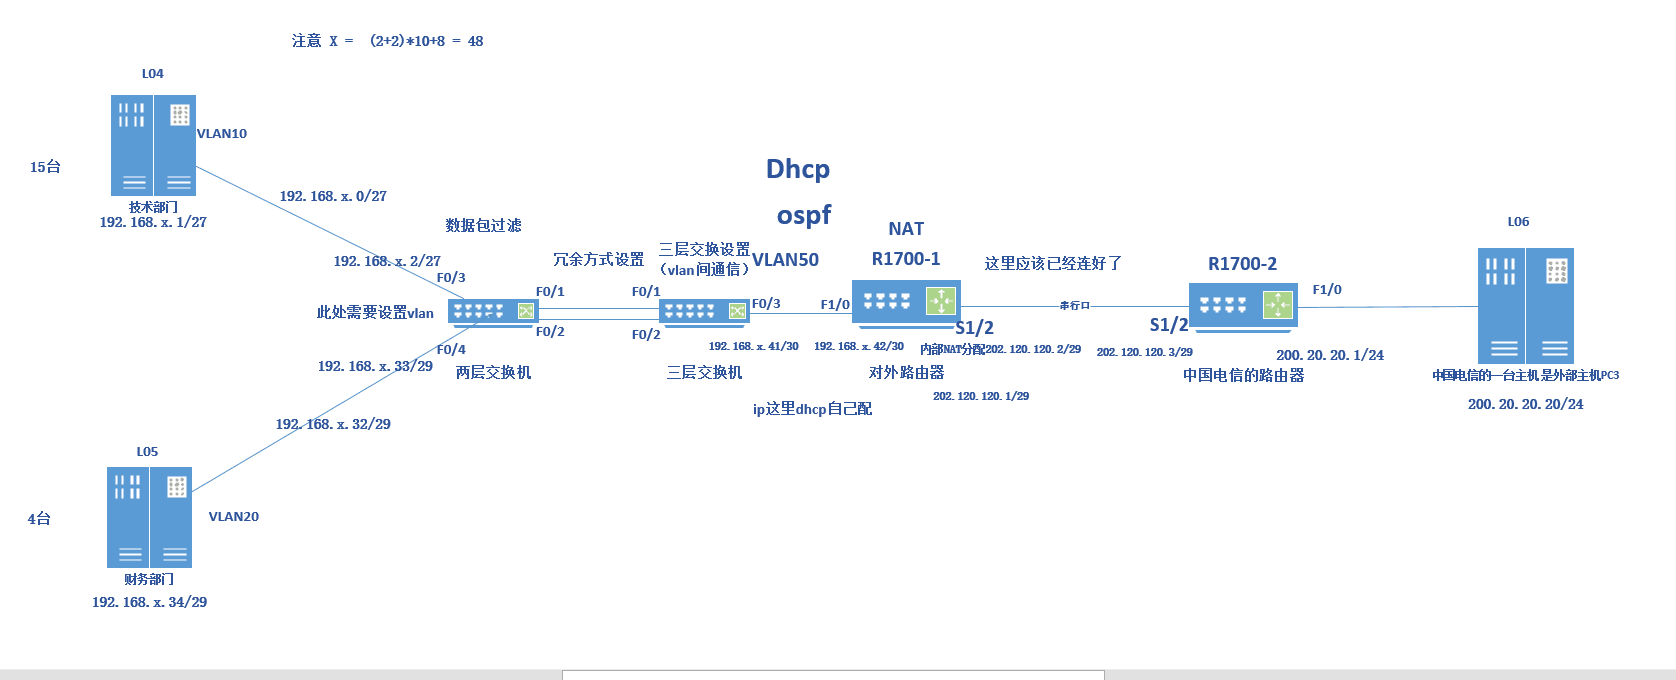 注意 X = (2+2)*10+8 = 48
L04
VLAN10
15台
技术部门
192.168.x.1/27
192.168.x.0/27
192.168.x.2/27
F0/3
数据包过滤
此处需要设置vlan
F0/4
192.168.x.33/29
192.168.x.32/29
L05
VLAN20
4台
财务部门
192.168.x.34/29
两层交换机
F0/1
F0/2
冗余方式设置
F0/1
F0/2
三层交换设置
（vlan间通信）
VLAN50
F0/3
192.168.x.41/30
三层交换机
Dhcp
ospf
ip这里dhcp自己配
NAT
R1700-1
F1/0
192.168.x.42/30
S1/2
内部NAT分配202.120.120.2/29
对外路由器
202.120.120.1/29
这里应该已经连好了
串行口
R1700-2
S1/2
202.120.120.3/29
F1/0
200.20.20.1/24
中国电信的路由器
L06
中国电信的一台主机是外部主机PC3
200.20.20.20/24